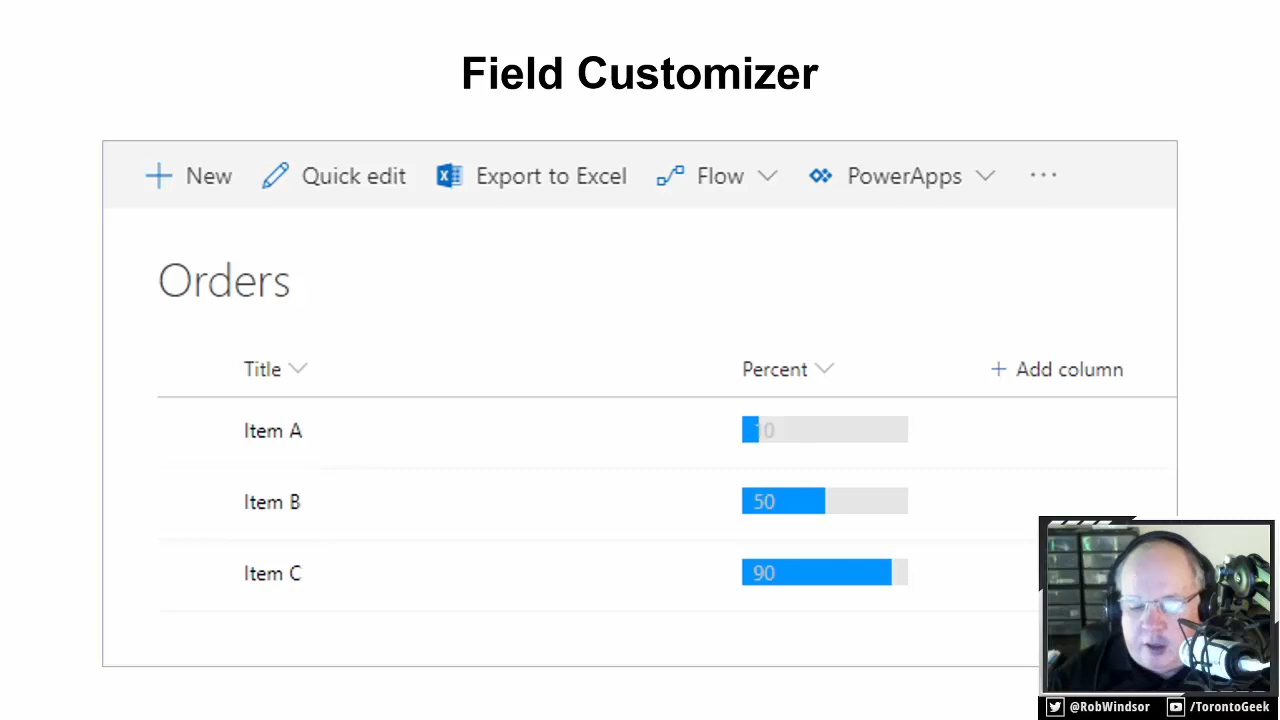 Field Customizer
New Quick edit Export to Excel Flow PowerApps ...
Orders
Title Percent + Add column
Item A 10
Item B 50
Item C 90
@RobWindsor /TorontoGeek